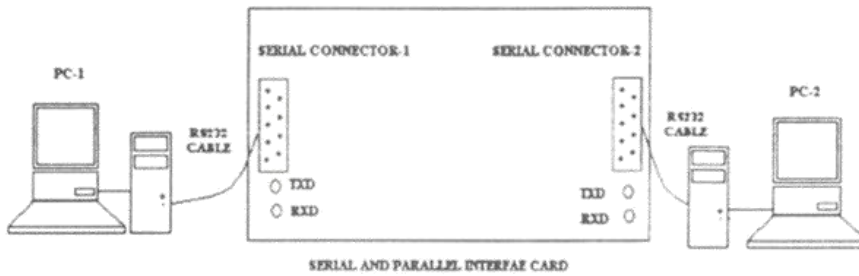 SERIAL CONNECTOR-1
SERIAL CONNECTOR-2
PC-1
PC-2
RS232
CABLE
RS232
CABLE
TXD
RXD
TXD
RXD
SERIAL AND PARALLEL INTERFAE CARD